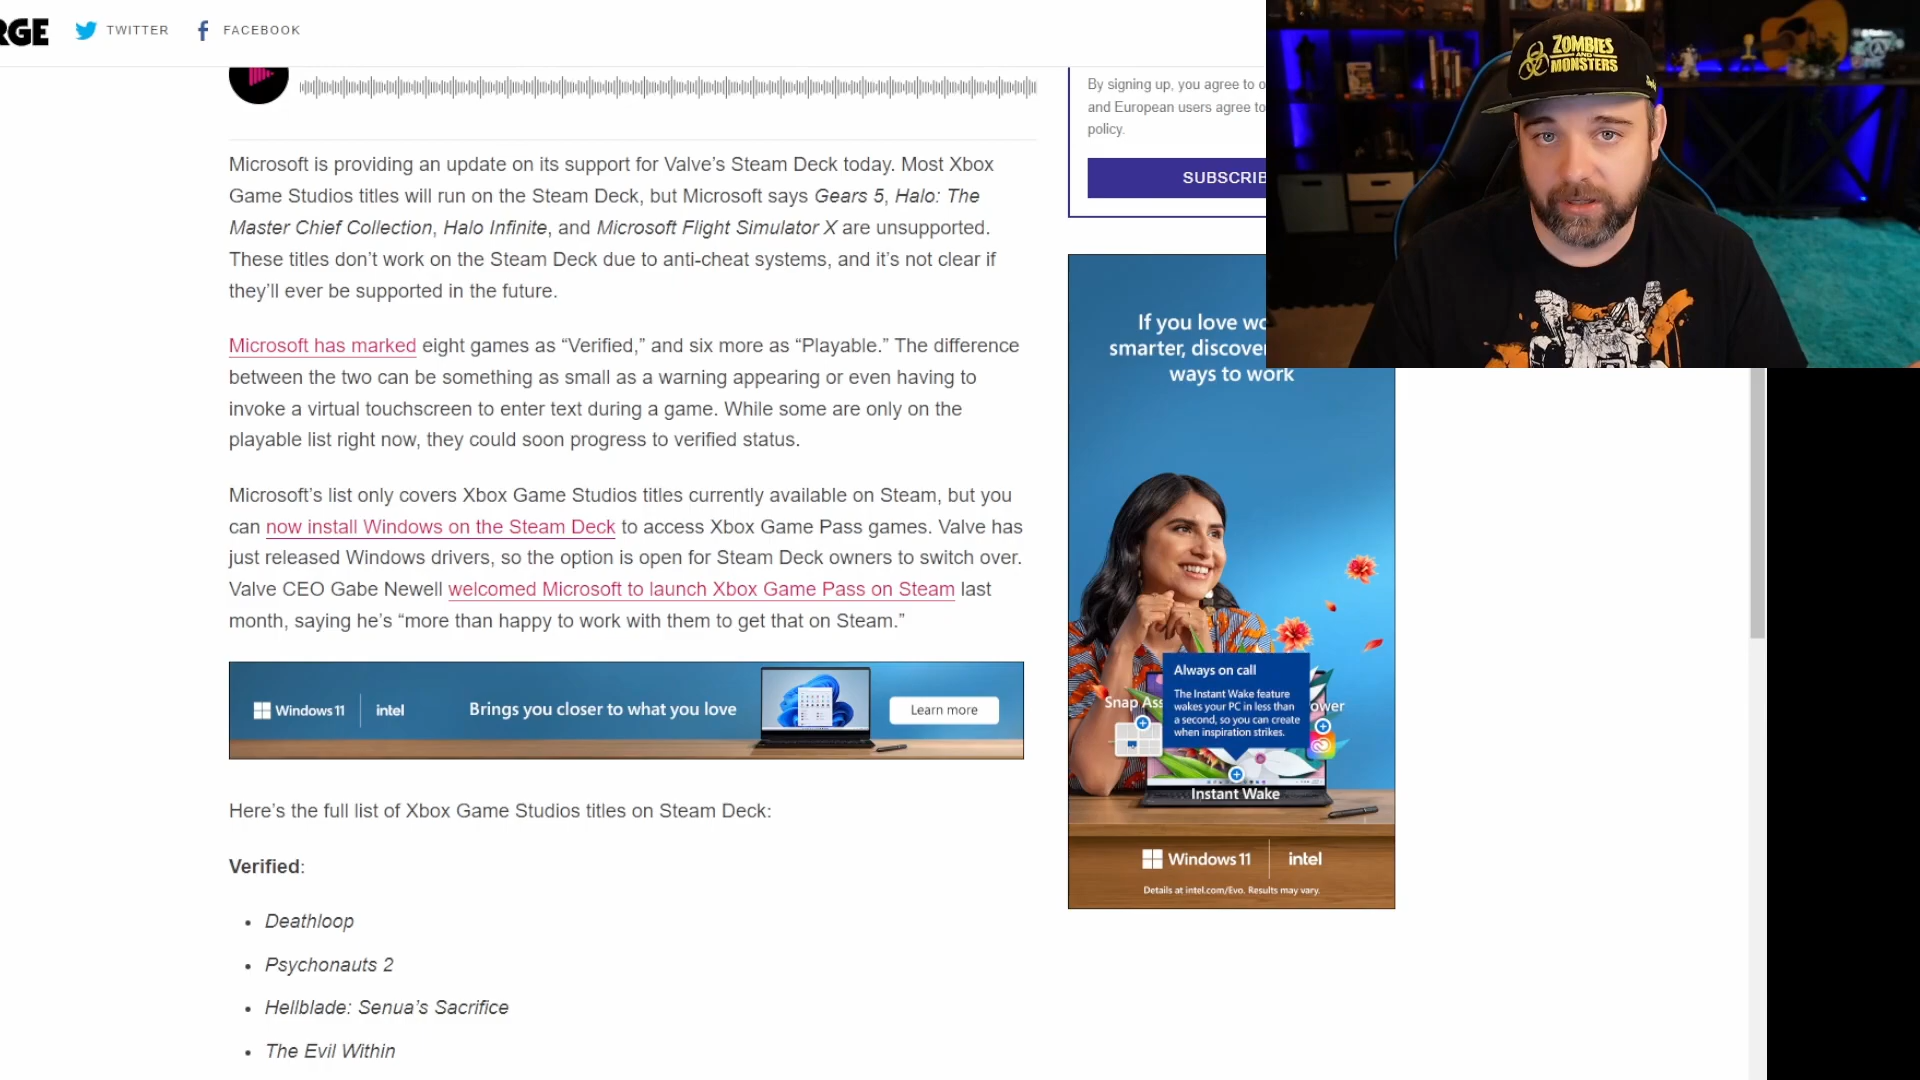 RGE TWITTER FACEBOOK
By signing up, you agree to
and European users agree to
policy.
SUBSCRIB
Microsoft is providing an update on its support for Valve’s Steam Deck today. Most Xbox
Game Studios titles will run on the Steam Deck, but Microsoft says Gears 5, Halo: The
Master Chief Collection, Halo Infinite, and Microsoft Flight Simulator X are unsupported.
These titles don’t work on the Steam Deck due to anti-cheat systems, and it’s not clear if
they’ll ever be supported in the future.
Microsoft has marked eight games as “Verified,” and six more as “Playable.” The difference
between the two can be something as small as a warning appearing or even having to
invoke a virtual touchscreen to enter text during a game. While some are only on the
playable list right now, they could soon progress to verified status.
Microsoft’s list only covers Xbox Game Studios titles currently available on Steam, but you
can now install Windows on the Steam Deck to access Xbox Game Pass games. Valve has
just released Windows drivers, so the option is open for Steam Deck owners to switch over.
Valve CEO Gabe Newell welcomed Microsoft to launch Xbox Game Pass on Steam last
month, saying he’s “more than happy to work with them to get that on Steam.”
Windows 11 intel Brings you closer to what you love Learn more
Here’s the full list of Xbox Game Studios titles on Steam Deck:
Verified:
• Deathloop
• Psychonauts 2
• Hellblade: Senua’s Sacrifice
• The Evil Within
If you love wo
smarter, discover
ways to work
Always on call
The Instant Wake feature
wakes your PC in less than
a second, so you can create
when inspiration strikes.
Snap Ass
ower
Instant Wake
Windows 11 intel
Details at intel.com/Evo. Results may vary.
ZOMBIES
AND
MONSTERS